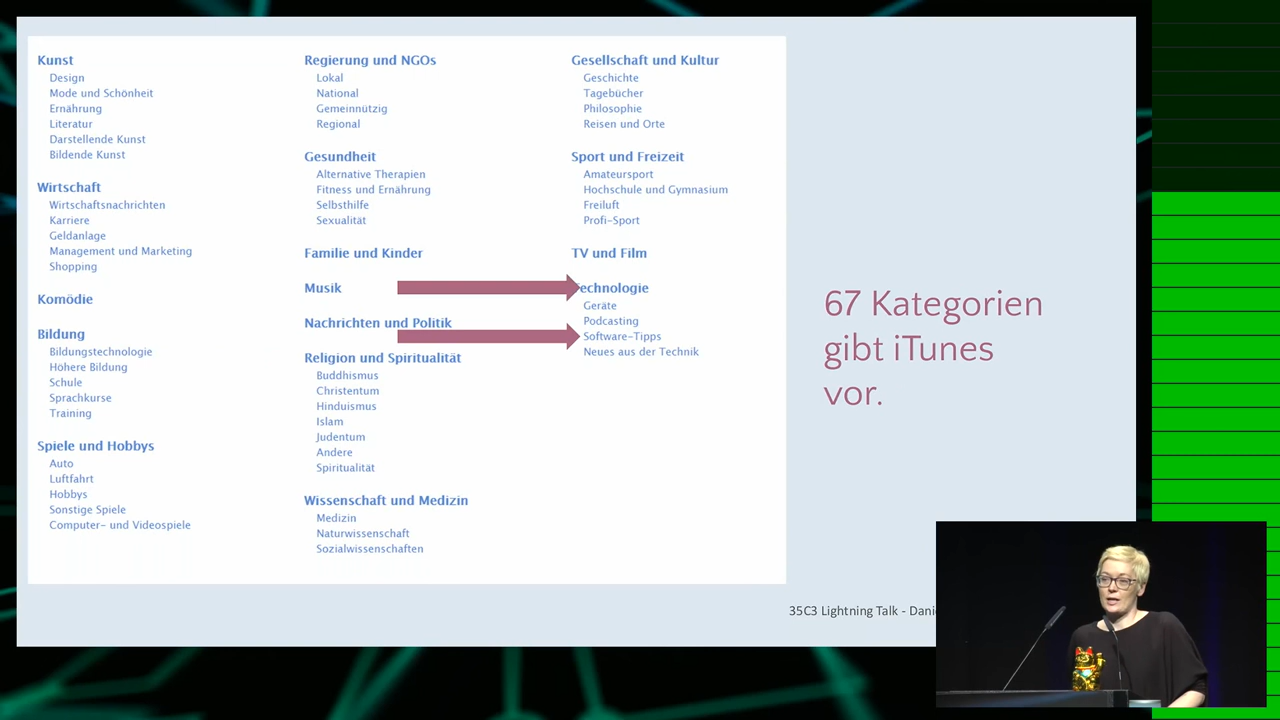 Kunst
Design
Mode und Schönheit
Ernährung
Literatur
Darstellende Kunst
Bildende Kunst
Wirtschaft
Wirtschaftsnachrichten
Karriere
Geldanlage
Management und Marketing
Shopping
Komödie
Bildung
Bildungstechnologie
Höhere Bildung
Schule
Sprachkurse
Training
Spiele und Hobbys
Auto
Luftfahrt
Hobbys
Sonstige Spiele
Computer- und Videospiele
Regierung und NGOs
Lokal
National
Gemeinnützig
Regional
Gesundheit
Alternative Therapien
Fitness und Ernährung
Selbsthilfe
Sexualität
Familie und Kinder
Musik
Nachrichten und Politik
Religion und Spiritualität
Buddhismus
Christentum
Hinduismus
Islam
Judentum
Andere
Spiritualität
Wissenschaft und Medizin
Medizin
Naturwissenschaft
Sozialwissenschaften
Gesellschaft und Kultur
Geschichte
Tagebücher
Philosophie
Reisen und Orte
Sport und Freizeit
Amateursport
Hochschule und Gymnasium
Freiluft
Profi-Sport
TV und Film
echnologie
Geräte
Podcasting
Software-Tipps
Neues aus der Technik
67 Kategorien
gibt iTunes
vor.
35C3 Lightning Talk - Dani